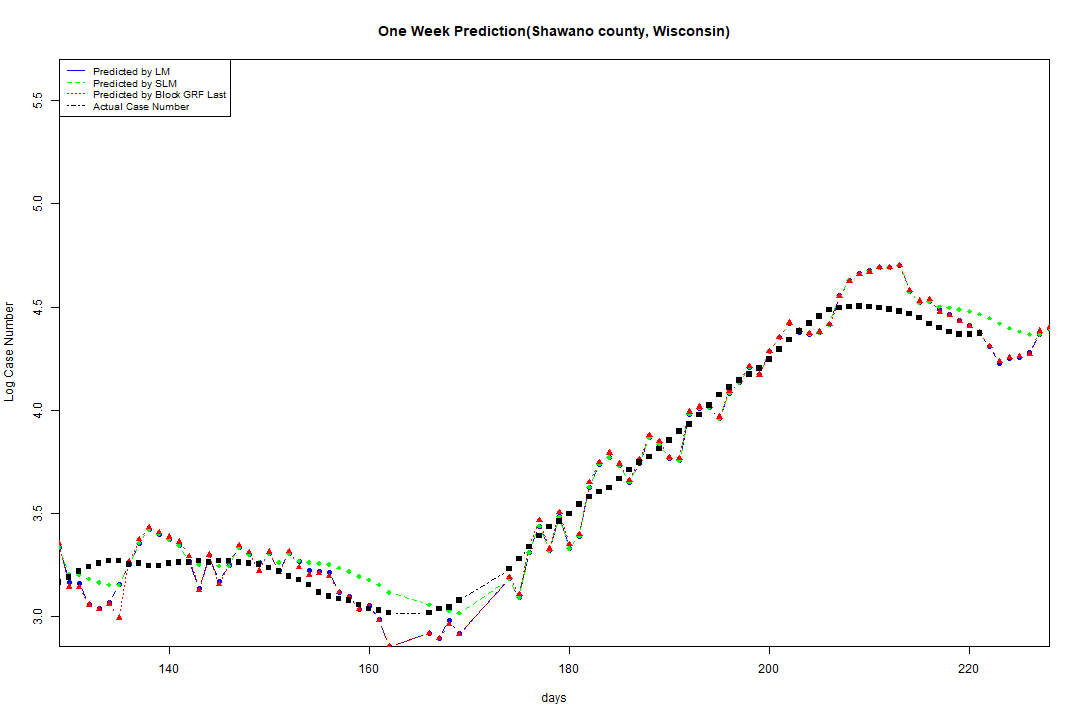 One Week Prediction(Shawano county, Wisconsin)
Predicted by LM
Predicted by SLM
Predicted by Block GRF Last
Actual Case Number
5.5
5.0
4.5
4.0
3.5
3.0
Log Case Number
140 160 180 200 220
days